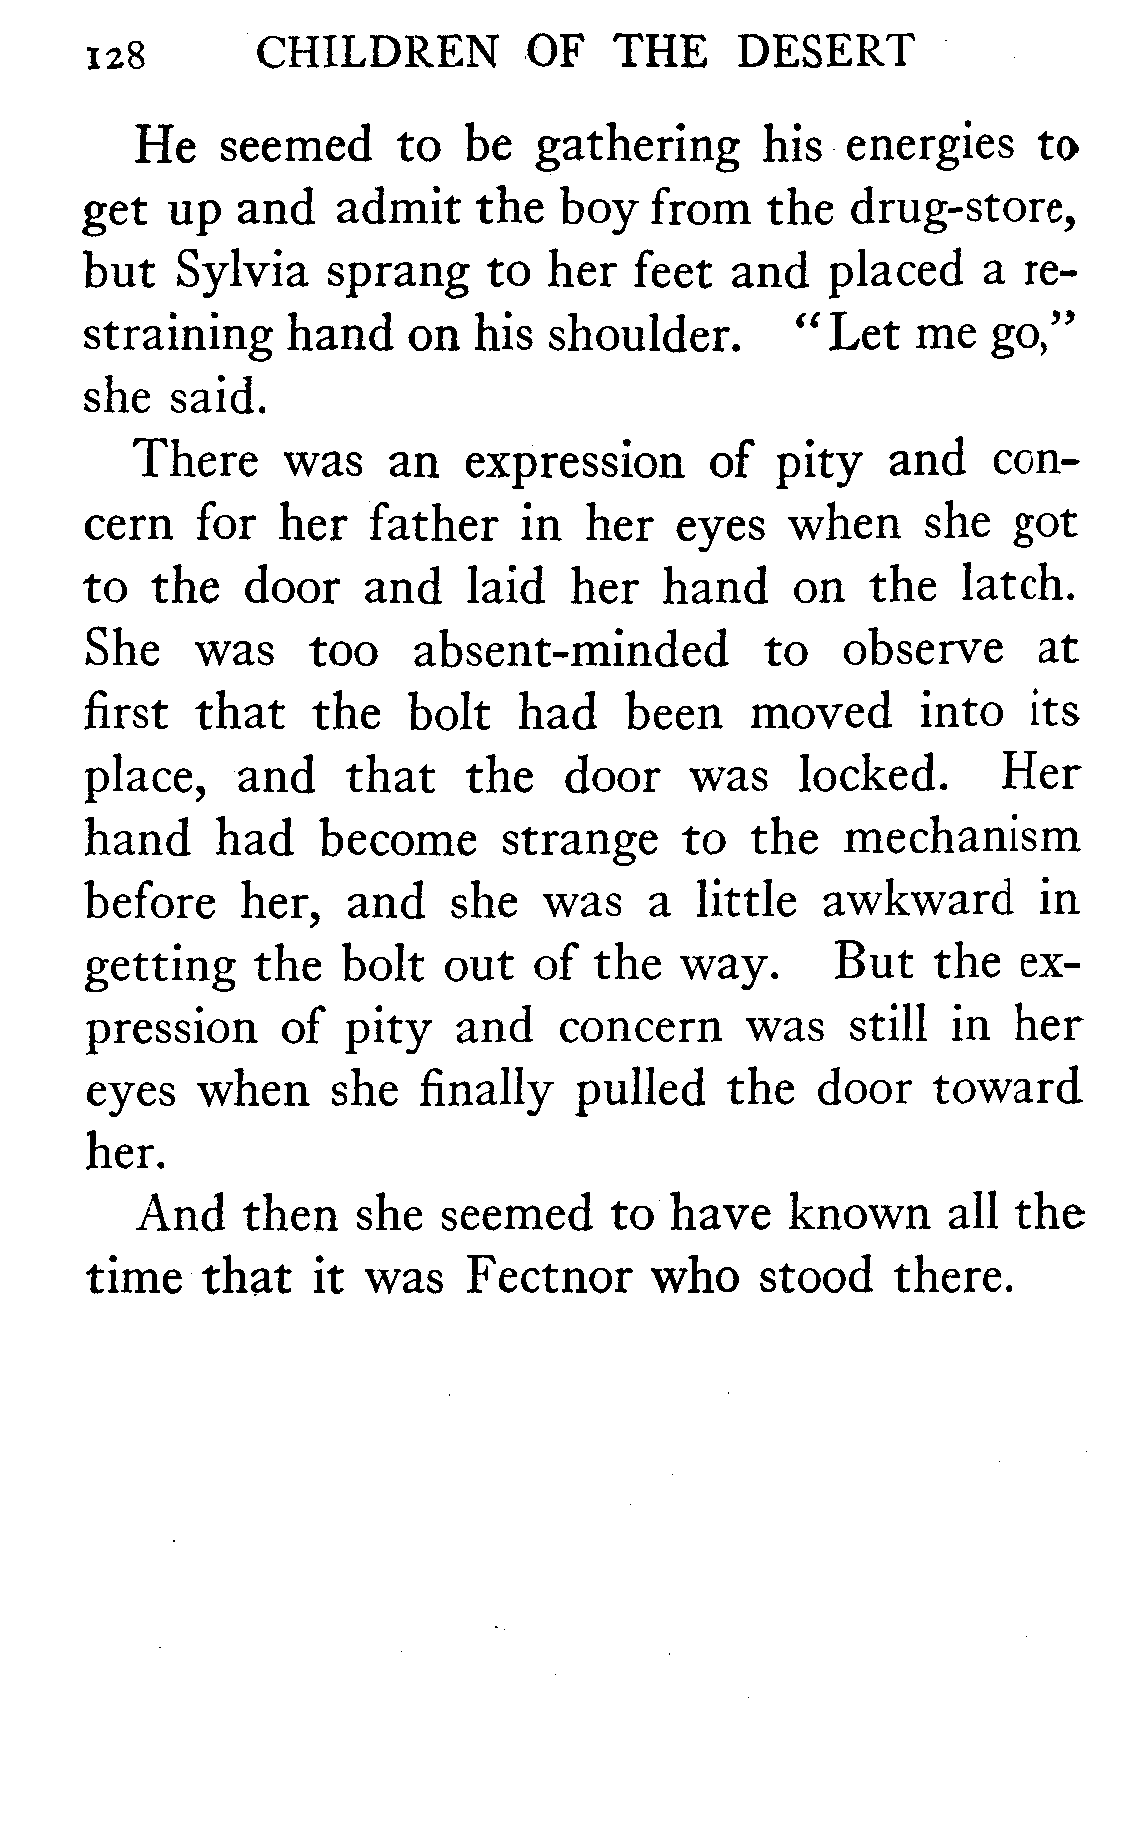 128 CHILDREN OF THE DESERT
He seemed to be gathering his energies to
get up and admit the boy from the drug-store,
but Sylvia sprang to her feet and placed a re-
straining hand on his shoulder. "Let me go,"
she said.
There was an expression of pity and con-
cern for her father in her eyes when she got
to the door and laid her hand on the latch.
She was too absent-minded to observe at
first that the bolt had been moved into its
place, and that the door was locked. Her
hand had become strange to the mechanism
before her, and she was a little awkward in
getting the bolt out of the way. But the ex-
pression of pity and concern was still in her
eyes when she finally pulled the door toward
her.
And then she seemed to have known all the
time that it was Fectnor who stood there.